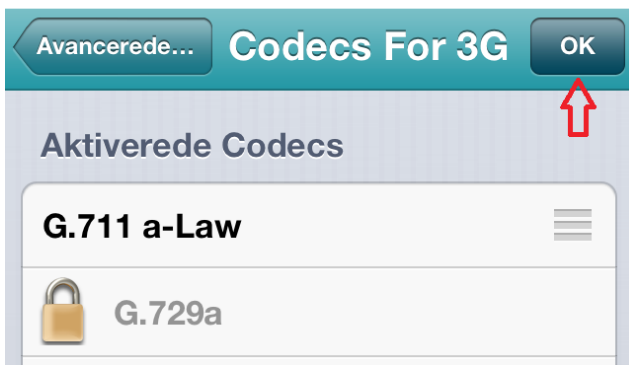 Avancerede... Codecs For 3G OK
Aktiverede Codecs
G.711 a-Law
G.729a